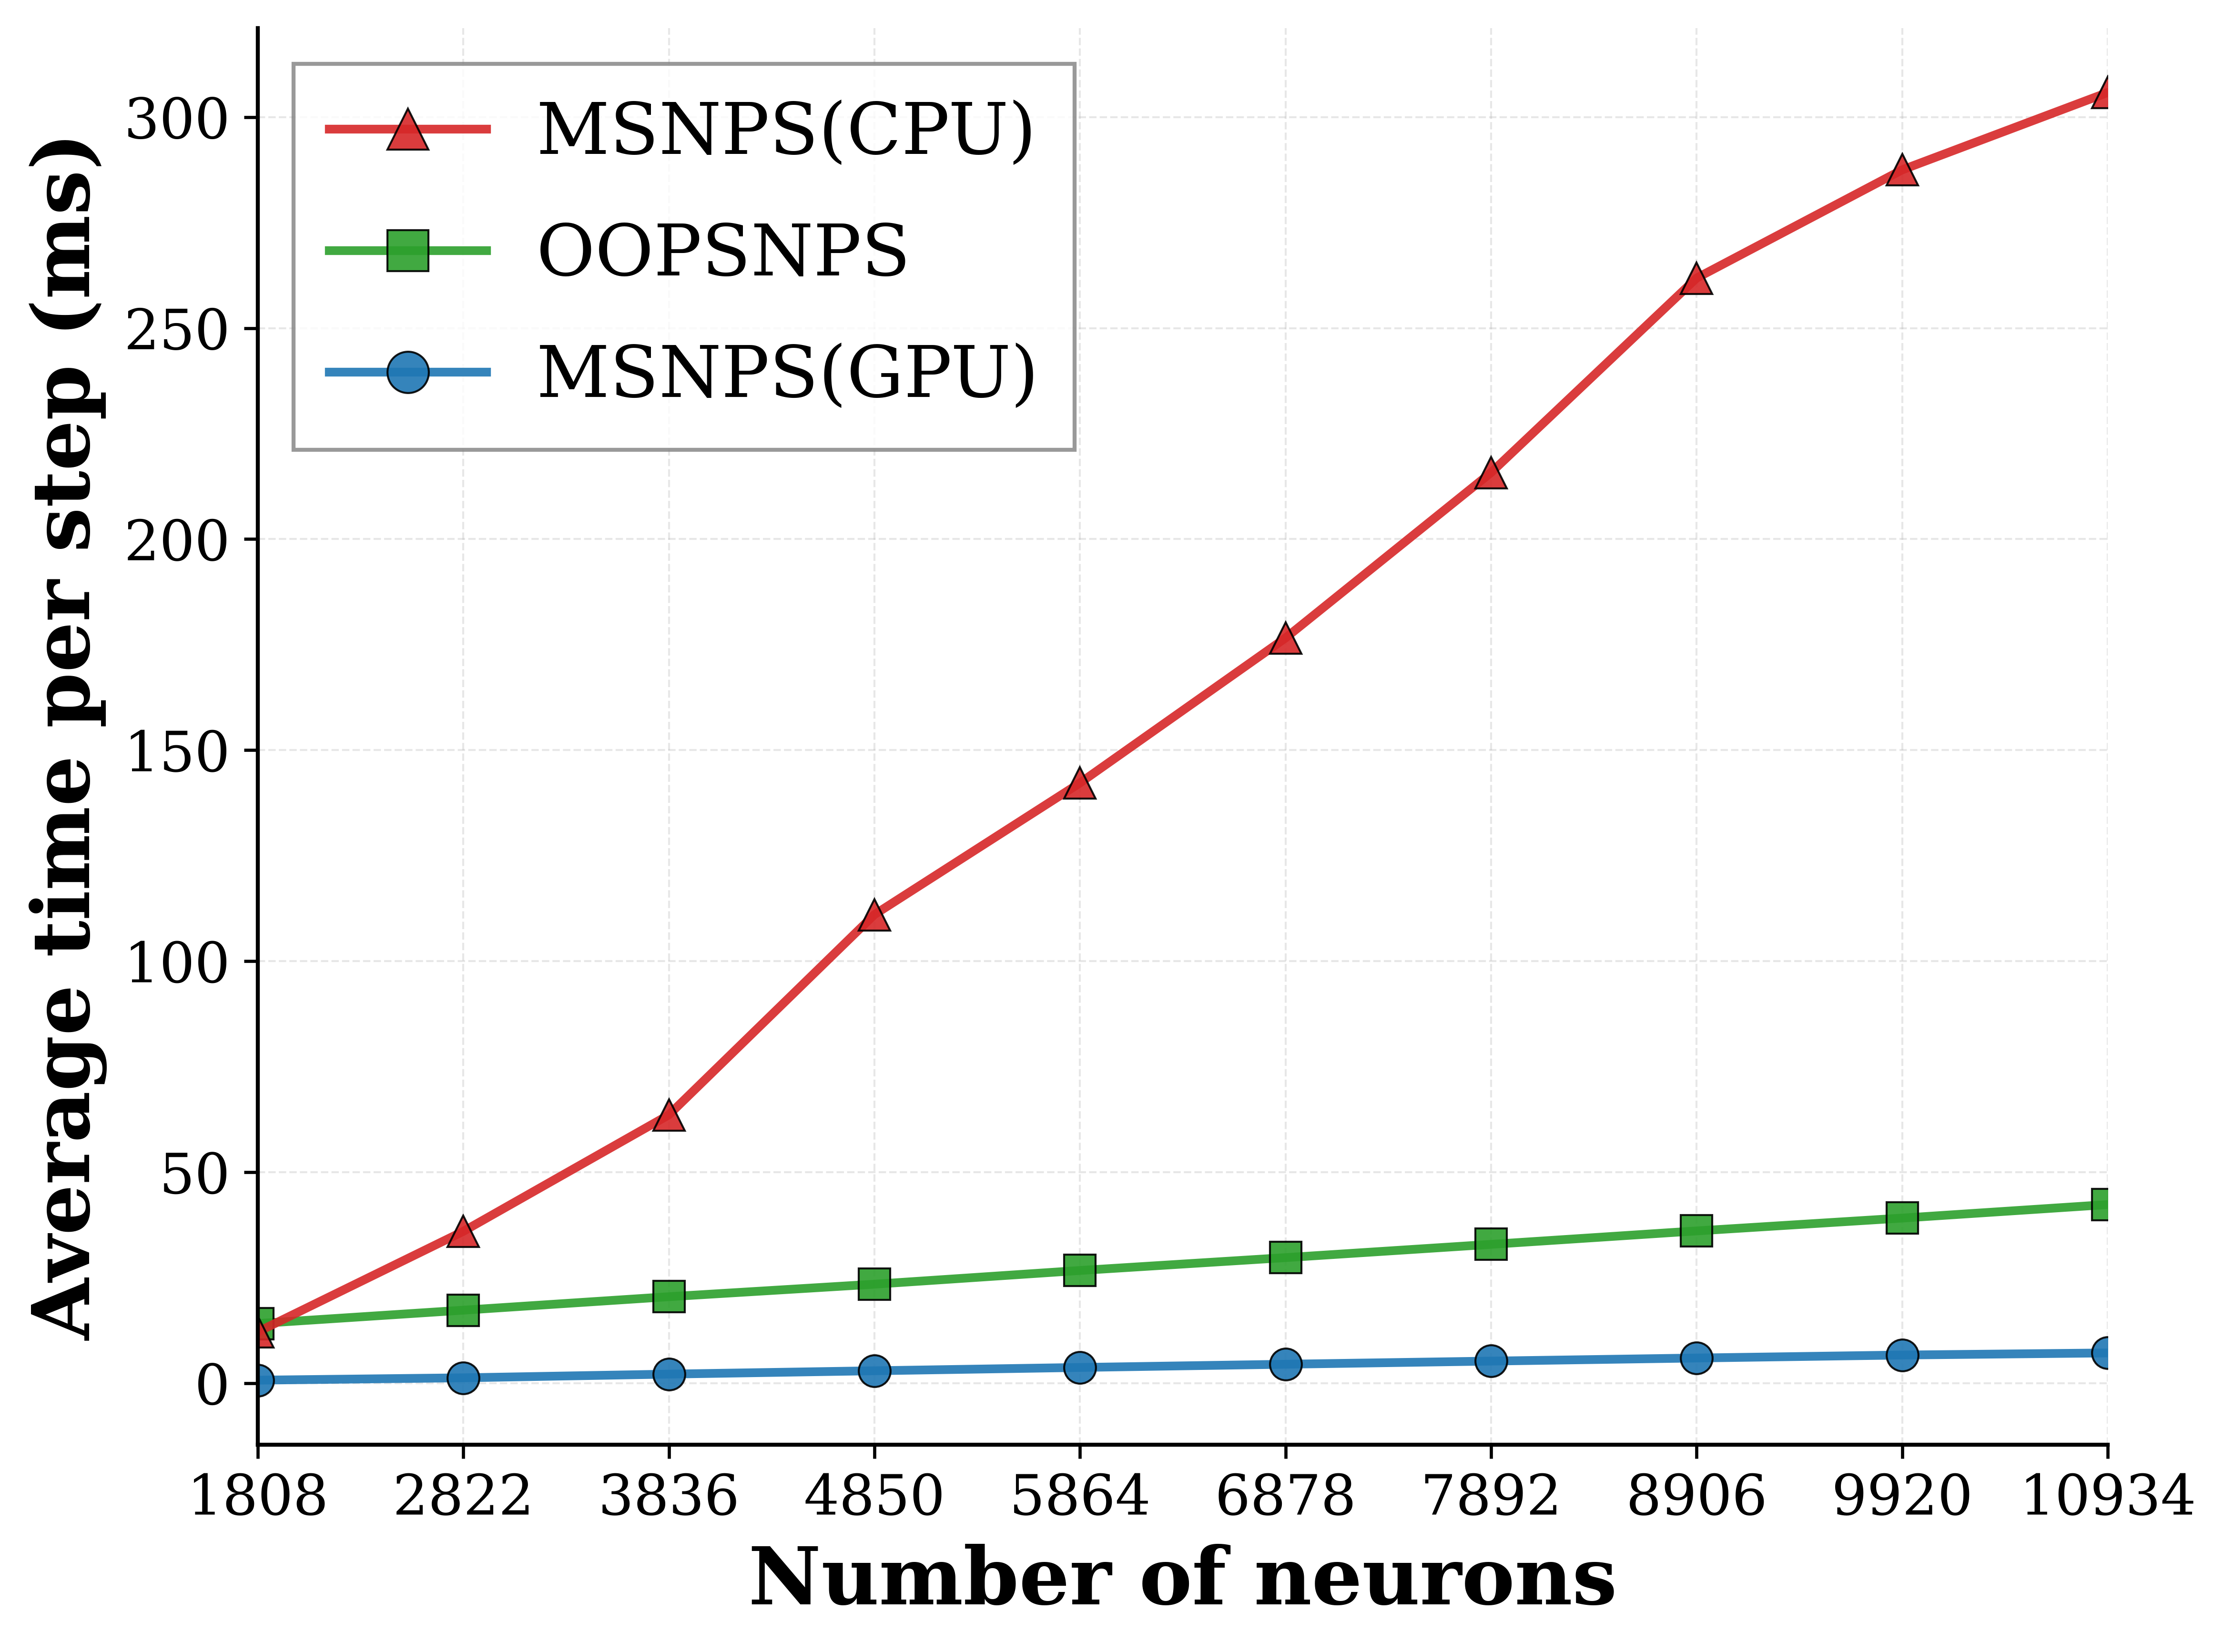 Average time per step (ms)
300
250
200
150
100
50
0
MSNPS(CPU)
OOPSNPS
MSNPS(GPU)
1808 2822 3836 4850 5864 6878 7892 8906 9920 10934
Number of neurons